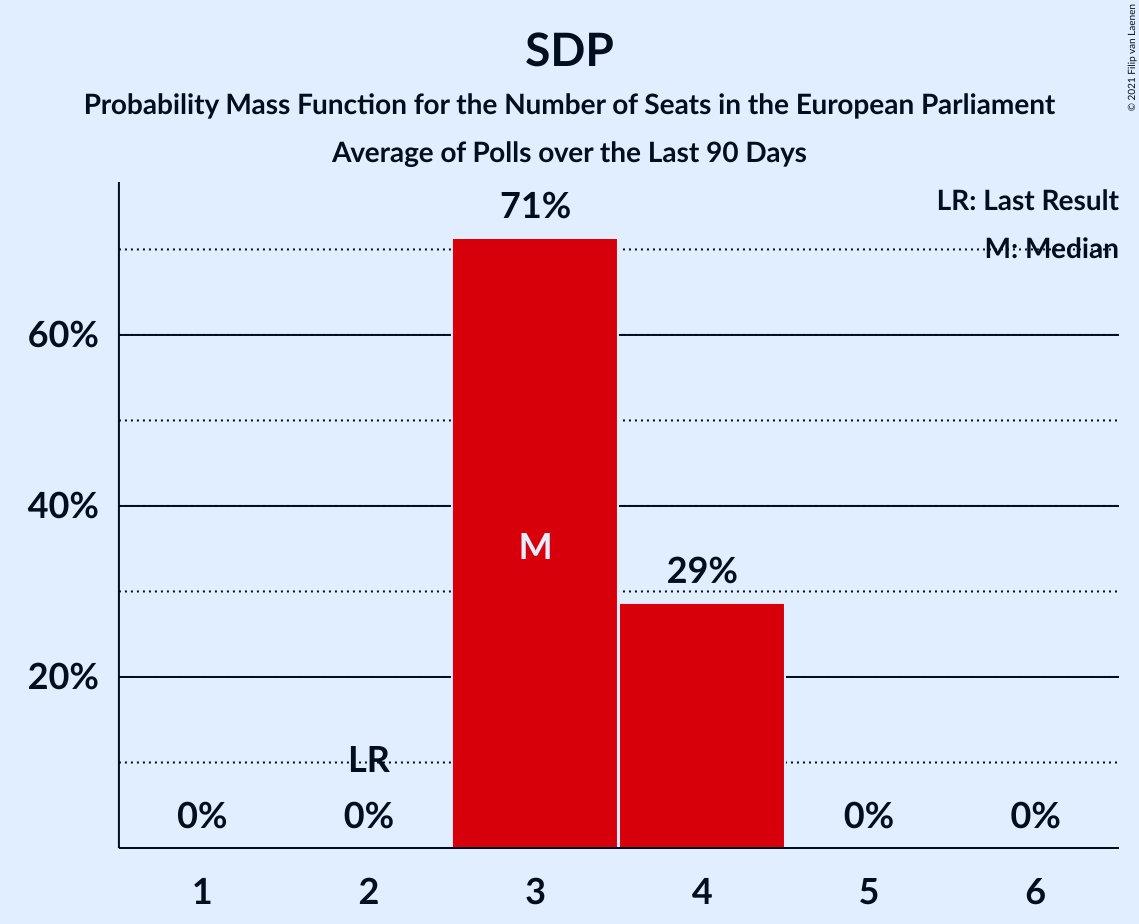 SDP
Probability Mass Function for the Number of Seats in the European Parliament
Average of Polls over the Last 90 Days
© 2021 Filip van Laenen
LR: Last Result
M: Median
71%
60%
40%
M
29%
20%
LR
0%
0%
0%
0%
1
2
3
4
5
6